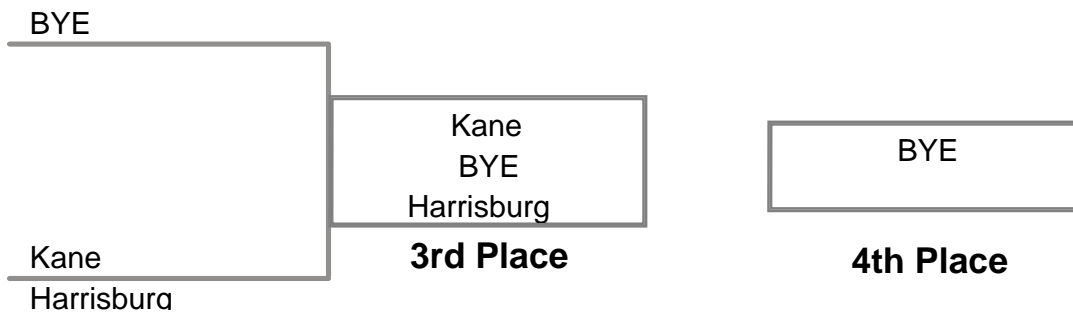 BYE
Kane
BYE
Harrisburg
3rd Place
BYE
4th Place
Kane
Harrisburg